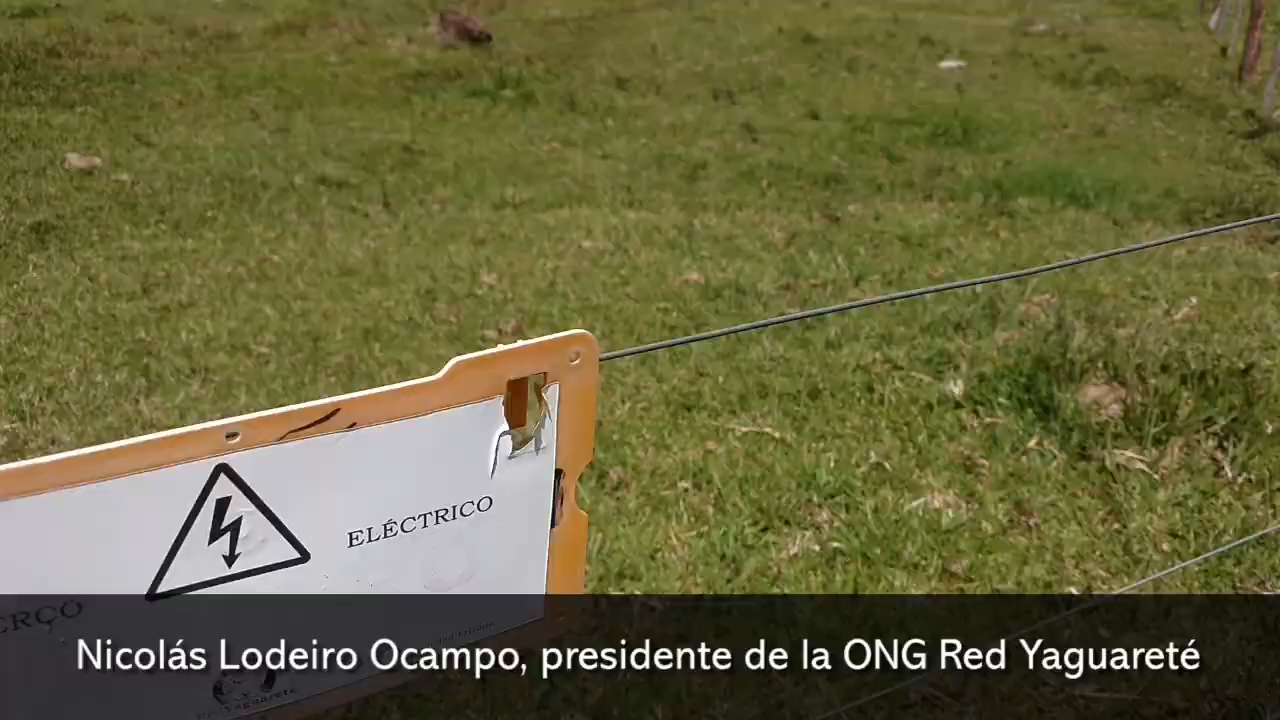 ELÉCTRICO
Nicolás Lodeiro Ocampo, presidente de la ONG Red Yaguareté